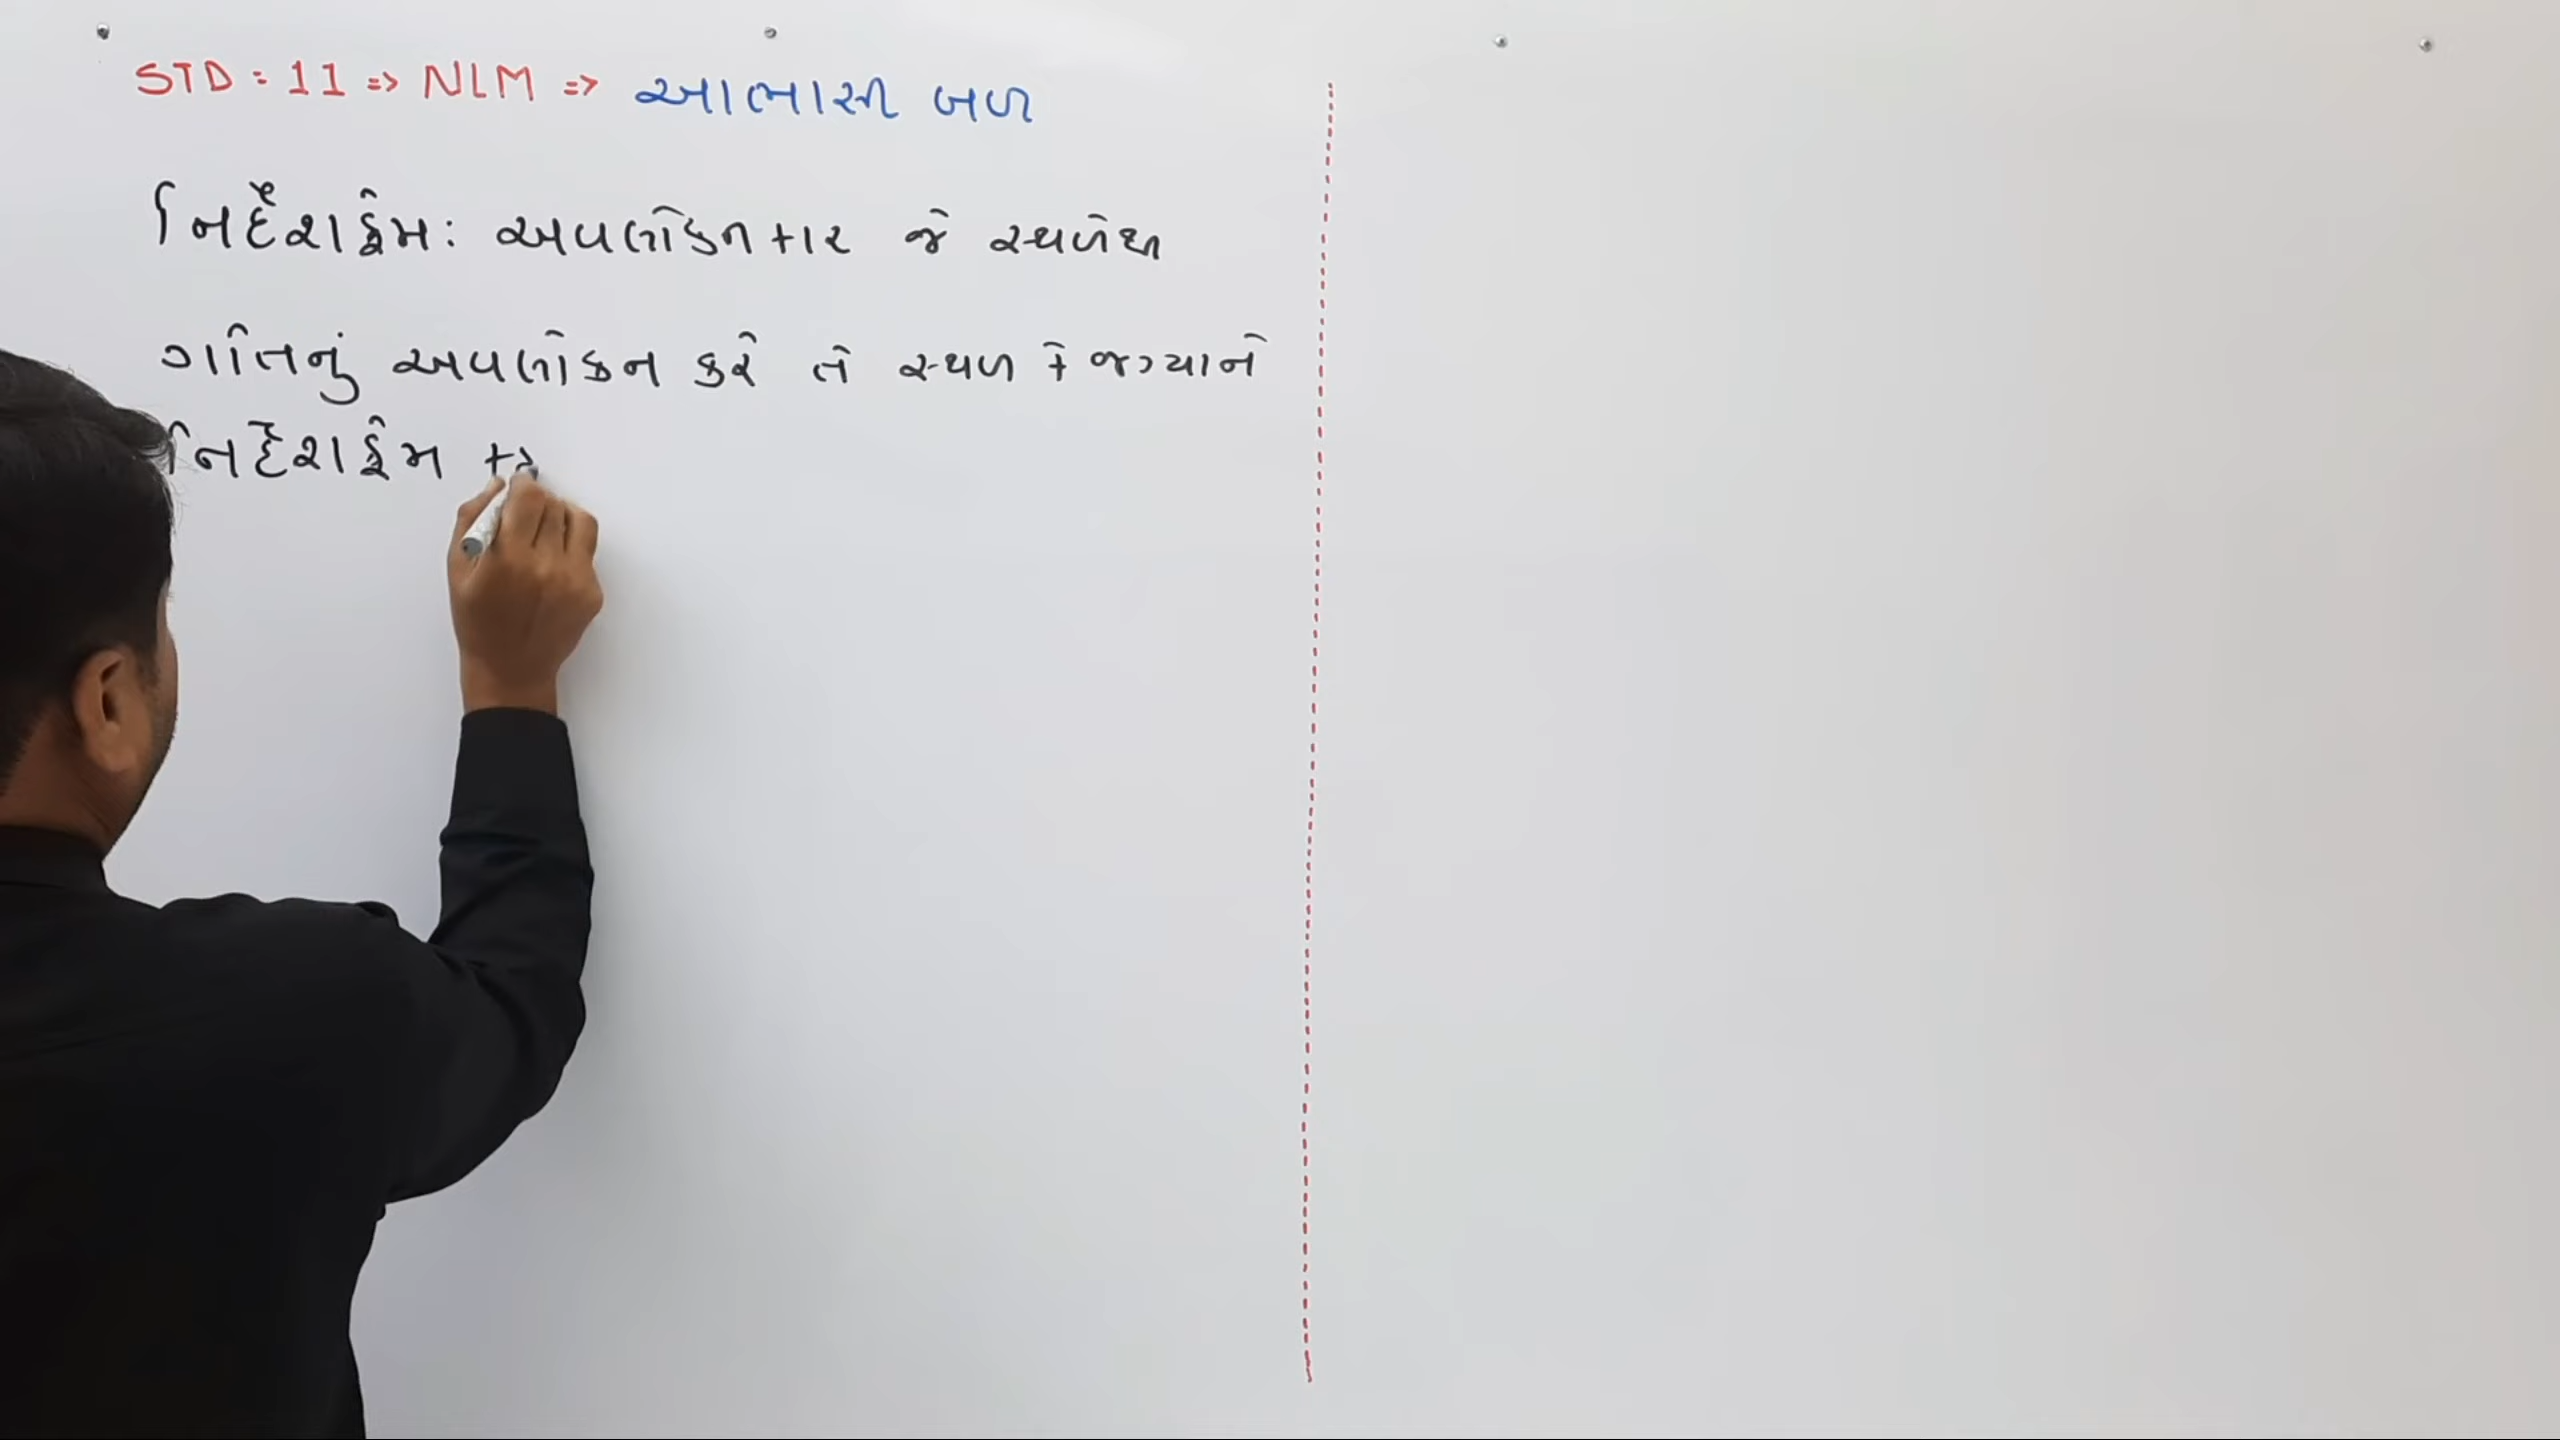 STD = 11 => NLM => આભાસી બળ
નિર્દેશફ્રેમ: અવલોકનકાર જે સ્થળેથી
ગતિનું અવલોકન કરે તે સ્થળ કે જગ્યાને
નિર્દેશફ્રેમ ક